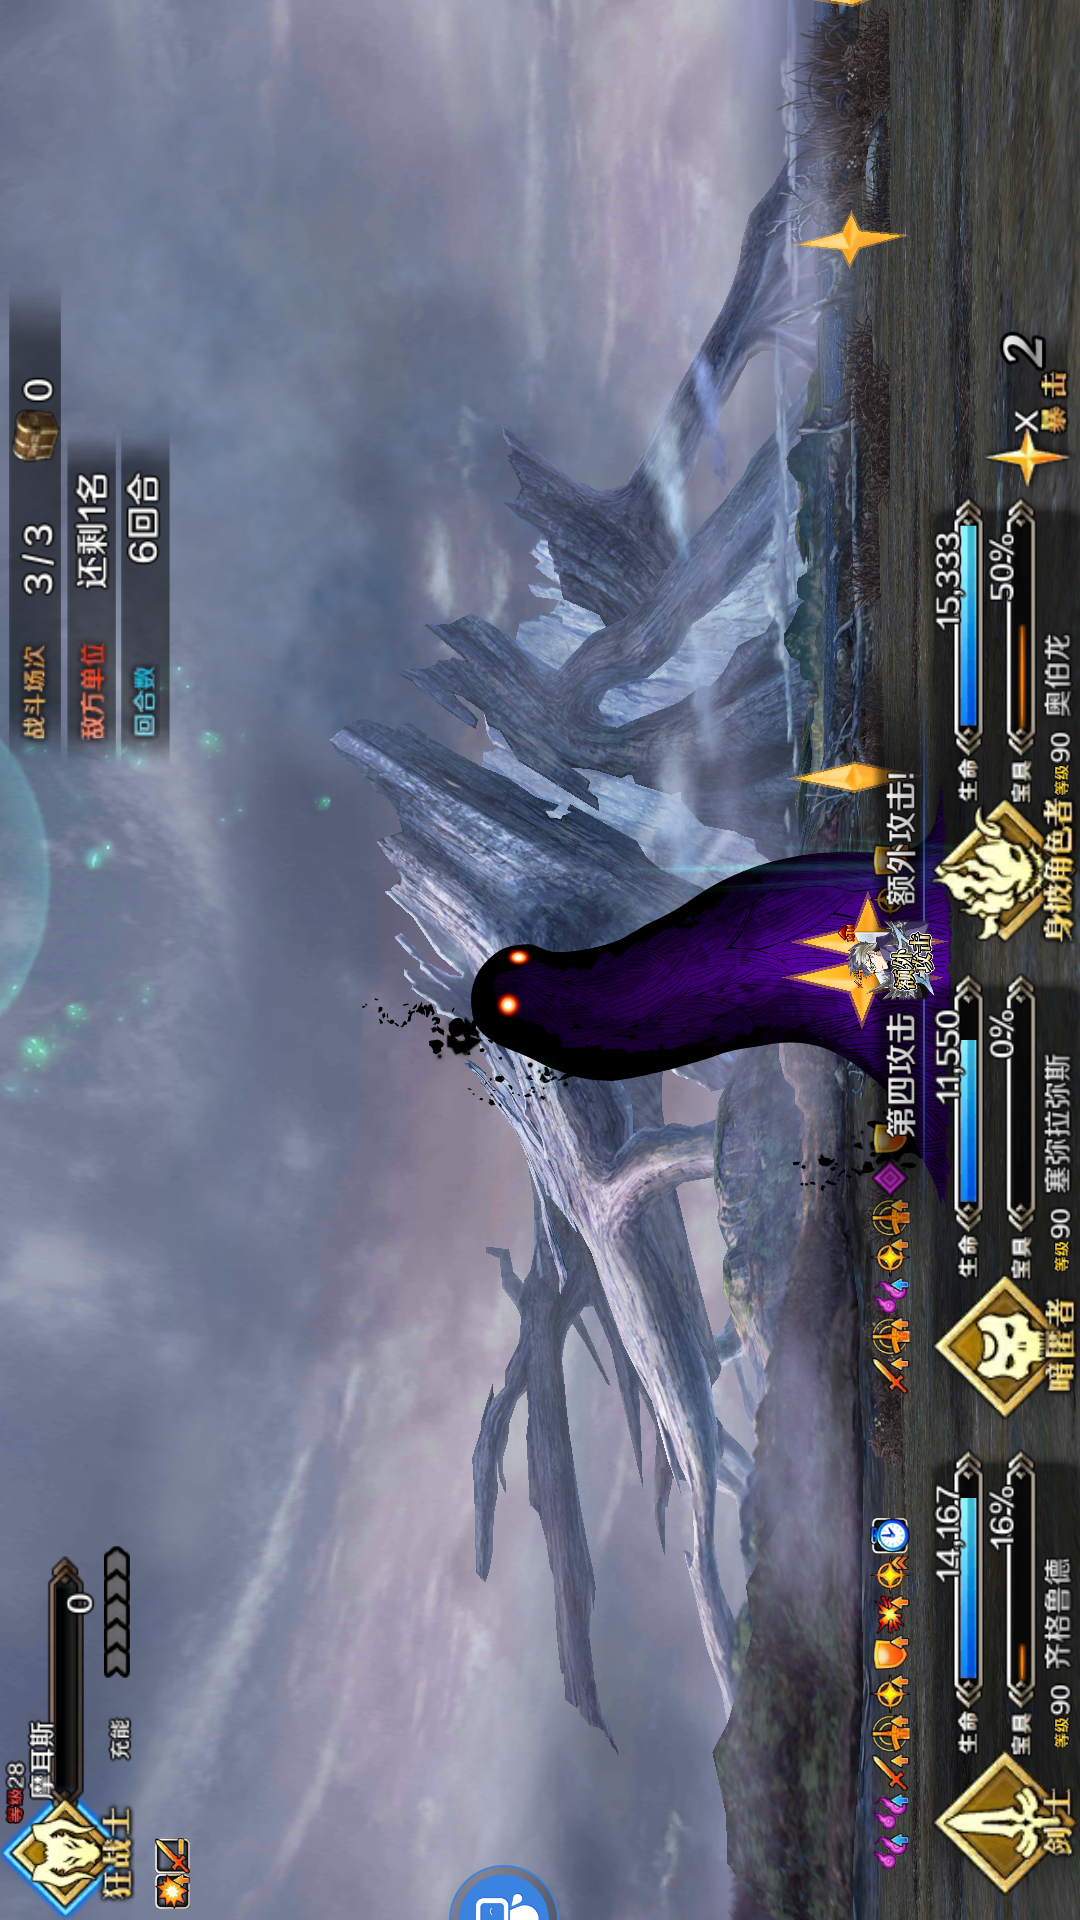 等级28
摩耳斯
0
狂战士
充能
战斗场次 3/3 0
敌方单位 还剩1名
回合数 6回合
第四攻击
额外攻击!
额外
攻击
生命 14,167
宝具 16%
剑士
等级90 齐格鲁德
生命 11,550
宝具 0%
暗匿者
等级90 塞弥拉弥斯
生命 15,333
宝具 50%
身披角色者
等级90 奥伯龙
X 2
暴击